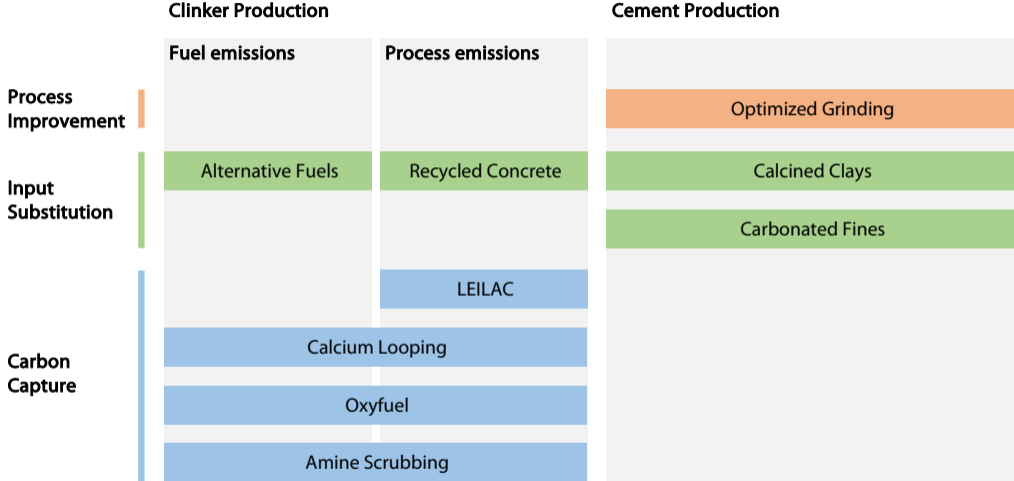 Clinker Production
Cement Production
Fuel emissions
Process emissions
Process
Improvement
Optimized Grinding
Input
Substitution
Alternative Fuels
Recycled Concrete
Calcined Clays
Carbonated Fines
Carbon
Capture
LEILAC
Calcium Looping
Oxyfuel
Amine Scrubbing